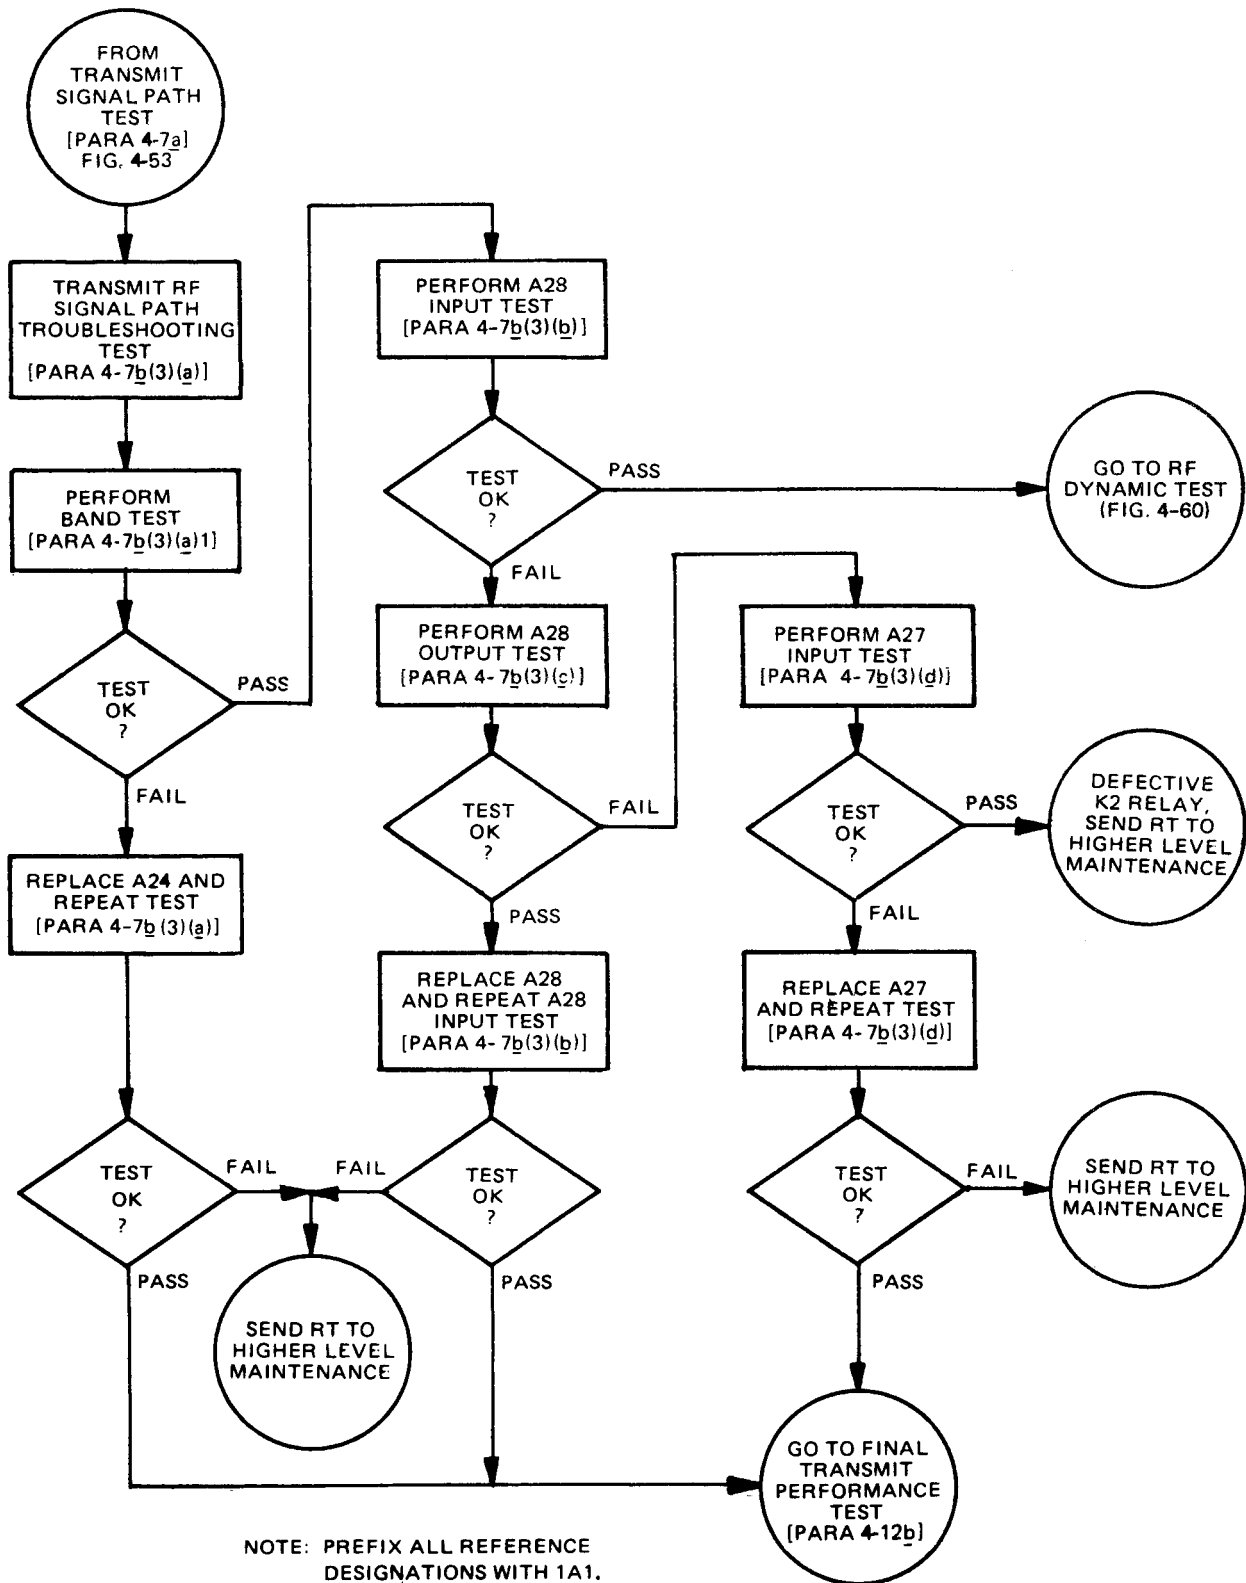 FROM
TRANSMIT
SIGNAL PATH
TEST
[PARA 4-7a]
FIG. 4-53
TRANSMIT RF
SIGNAL PATH
TROUBLESHOOTING
TEST
[PARA 4-7b(3)(a)]
PERFORM
BAND TEST
[PARA 4-7b(3)(a)1]
TEST
OK
?
PASS
FAIL
REPLACE A24 AND
REPEAT TEST
[PARA 4-7b(3)(a)]
TEST
OK
?
FAIL
PASS
PERFORM A28
INPUT TEST
[PARA 4-7b(3)(b)]
TEST
OK
?
PASS
FAIL
GO TO RF
DYNAMIC TEST
(FIG. 4-60)
PERFORM A28
OUTPUT TEST
[PARA 4-7b(3)(c)]
TEST
OK
?
FAIL
PASS
REPLACE A28
AND REPEAT A28
INPUT TEST
[PARA 4-7b(3)(b)]
TEST
OK
?
FAIL
PASS
SEND RT TO
HIGHER LEVEL
MAINTENANCE
PERFORM A27
INPUT TEST
[PARA 4-7b(3)(d)]
TEST
OK
?
PASS
FAIL
DEFECTIVE
K2 RELAY,
SEND RT TO
HIGHER LEVEL
MAINTENANCE
REPLACE A27
AND REPEAT TEST
[PARA 4-7b(3)(d)]
TEST
OK
?
FAIL
PASS
SEND RT TO
HIGHER LEVEL
MAINTENANCE
GO TO FINAL
TRANSMIT
PERFORMANCE
TEST
[PARA 4-12b]
NOTE: PREFIX ALL REFERENCE
DESIGNATIONS WITH 1A1.